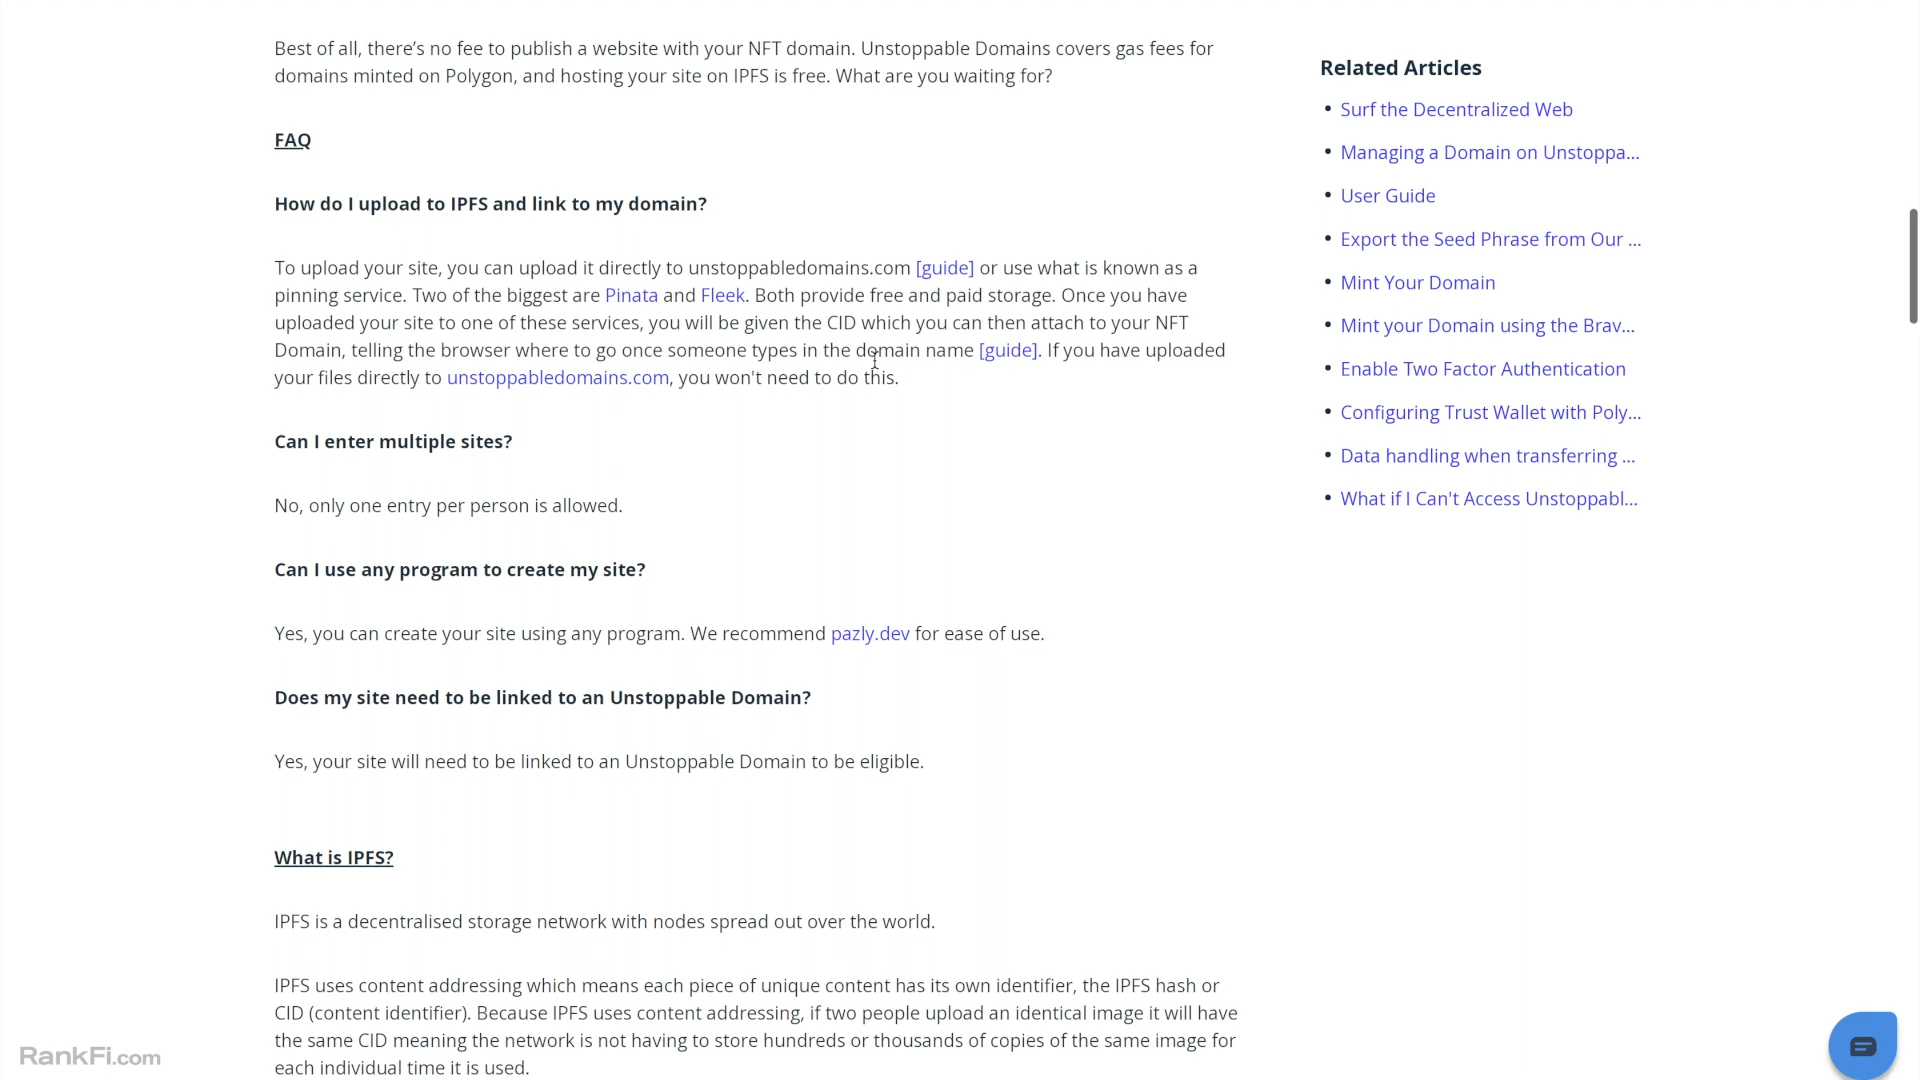 Best of all, there’s no fee to publish a website with your NFT domain. Unstoppable Domains covers gas fees for
domains minted on Polygon, and hosting your site on IPFS is free. What are you waiting for?
FAQ
How do I upload to IPFS and link to my domain?
To upload your site, you can upload it directly to unstoppabledomains.com [guide] or use what is known as a
pinning service. Two of the biggest are Pinata and Fleek. Both provide free and paid storage. Once you have
uploaded your site to one of these services, you will be given the CID which you can then attach to your NFT
Domain, telling the browser where to go once someone types in the domain name [guide]. If you have uploaded
your files directly to unstoppabledomains.com, you won't need to do this.
Can I enter multiple sites?
No, only one entry per person is allowed.
Can I use any program to create my site?
Yes, you can create your site using any program. We recommend pazly.dev for ease of use.
Does my site need to be linked to an Unstoppable Domain?
Yes, your site will need to be linked to an Unstoppable Domain to be eligible.
What is IPFS?
IPFS is a decentralised storage network with nodes spread out over the world.
IPFS uses content addressing which means each piece of unique content has its own identifier, the IPFS hash or
CID (content identifier). Because IPFS uses content addressing, if two people upload an identical image it will have
the same CID meaning the network is not having to store hundreds or thousands of copies of the same image for
each individual time it is used.
Related Articles
Surf the Decentralized Web
Managing a Domain on Unstoppa...
User Guide
Export the Seed Phrase from Our ...
Mint Your Domain
Mint your Domain using the Brav...
Enable Two Factor Authentication
Configuring Trust Wallet with Poly...
Data handling when transferring ...
What if I Can't Access Unstoppabl...
RankFi.com